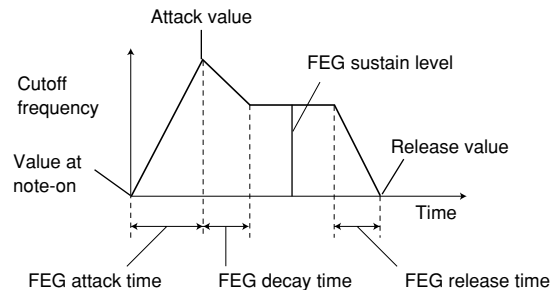 Attack value
FEG sustain level
Cutoff
frequency
Value at
note-on
Release value
Time
FEG attack time
FEG decay time
FEG release time